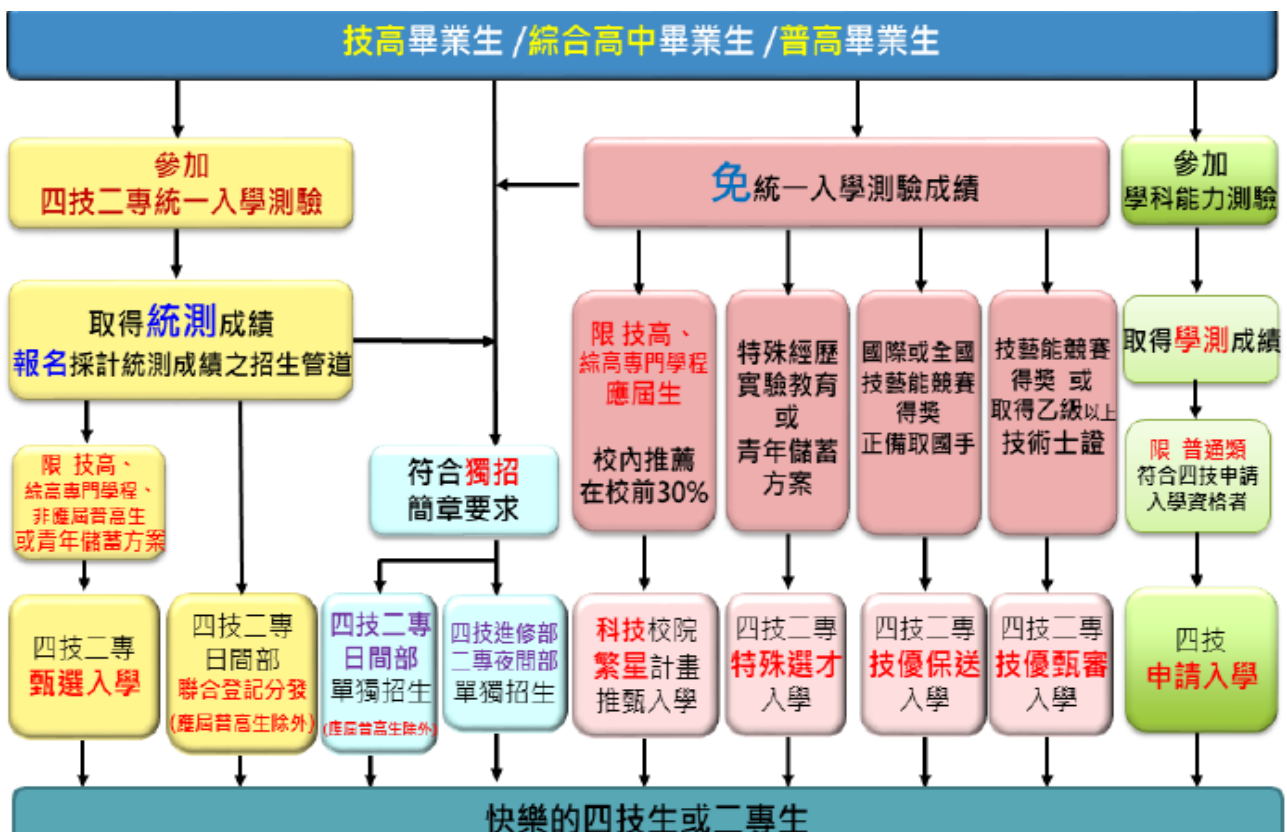 技高畢業生 /綜合高中畢業生 /普高畢業生
參加
四技二專統一入學測驗
免統一入學測驗成績
參加
學科能力測驗
取得統測成績
報名採計統測成績之招生管道
限 技高、
綜高專門學程
應屆生
校內推薦
在校前30%
特殊經歷
實驗教育
或
青年儲蓄
方案
國際或全國
技藝能競賽
得獎
正備取國手
技藝能競賽
得獎 或
取得乙級以上
技術士證
取得學測成績
限 技高、
綜高專門學程、
非應屆普高生
或青年儲蓄方案
符合獨招
簡章要求
限 普通類
符合四技申請
入學資格者
四技二專
甄選入學
四技二專
日間部
聯合登記分發
(應屆普高生除外)
四技二專
日間部
單獨招生
(應屆普高生除外)
四技進修部
二專夜間部
單獨招生
科技校院
繁星計畫
推甄入學
四技二專
特殊選才
入學
四技二專
技優保送
入學
四技二專
技優甄審
入學
四技
申請入學
快樂的四技生或二專生